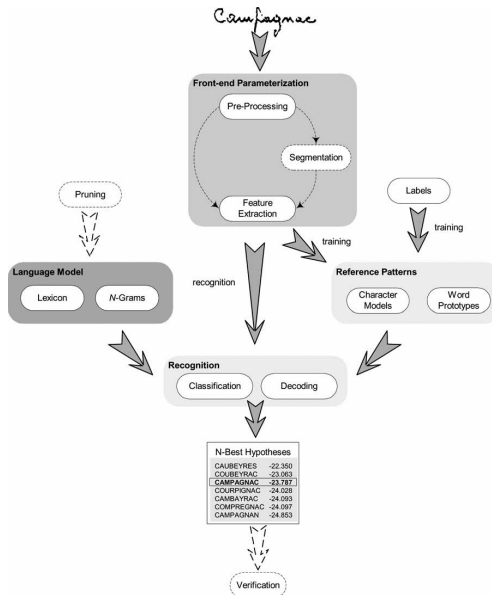 Campagnac
Front-end Parameterization
Pre-Processing
Segmentation
Feature
Extraction
Pruning
Labels
training
training
recognition
Language Model
Lexicon
N-Grams
Reference Patterns
Character
Models
Word
Prototypes
Recognition
Classification
Decoding
N-Best Hypotheses
CAUBEYRES -22.350
COUBEYRAC -23.063
CAMPAGNAC -23.787
COURPIGNAC -24.028
CAMBAYRAC -24.093
COMPREGNAC -24.097
CAMPAGNAN -24.853
Verification